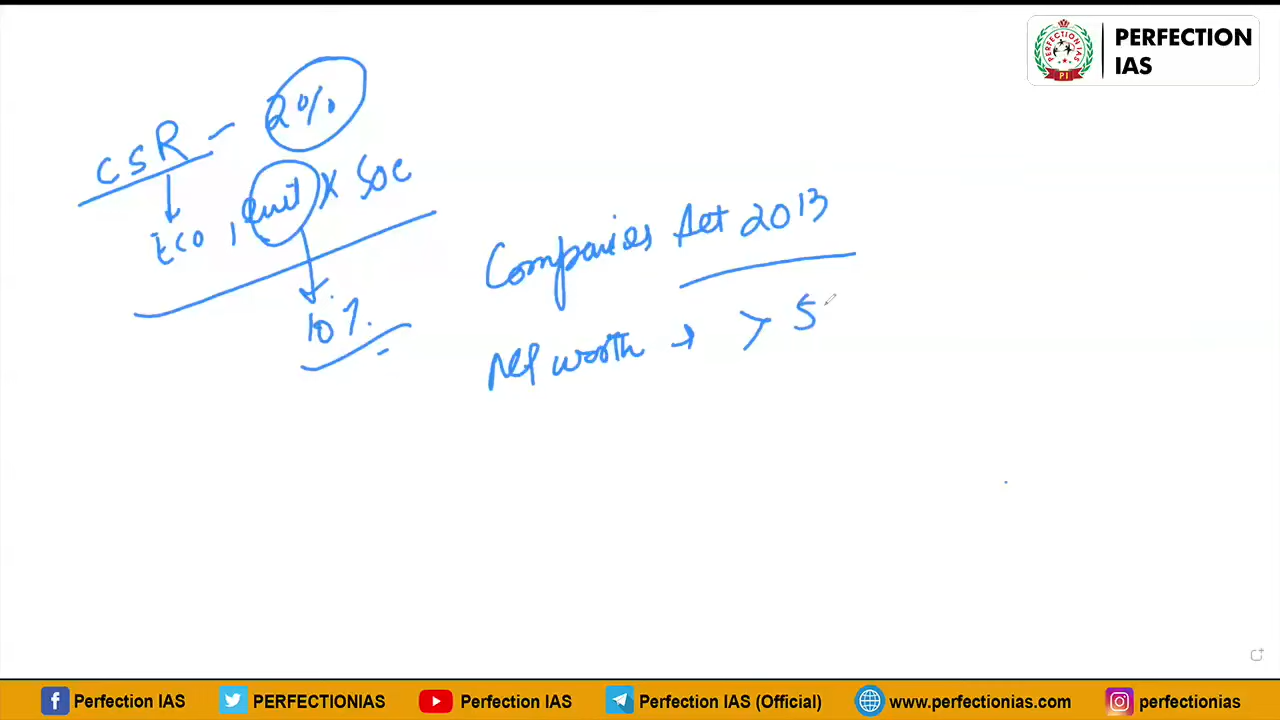 PERFECTION
IAS
CSR - 2%
ECO, & SOC
10%
Companies Act 2013
Net worth → > 5
Perfection IAS
PERFECTIONIAS
Perfection IAS
Perfection IAS (Official)
www.perfectionias.com
perfectionias